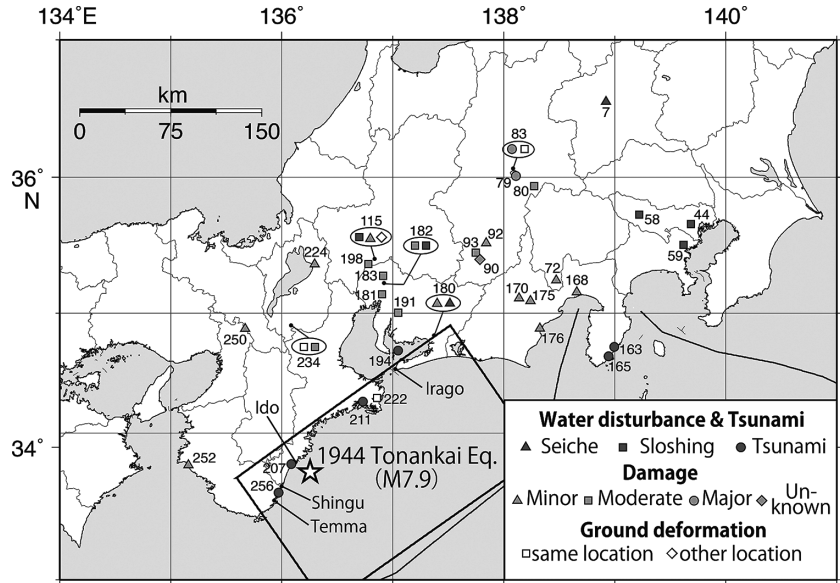 134°E 136° 138° 140°
km
0 75 150
36°
N
34°
7
83
79
80
58
44
59
115
182
92
93
90
198
183
181
224
72
168
170
175
180
191
176
250
234
194
163
165
Irago
222
211
Ido
252
207
1944 Tonankai Eq.
(M7.9)
256
Shingu
Temma
Water disturbance & Tsunami
Seiche Sloshing Tsunami
Damage
Minor Moderate Major Un-
known
Ground deformation
same location other location